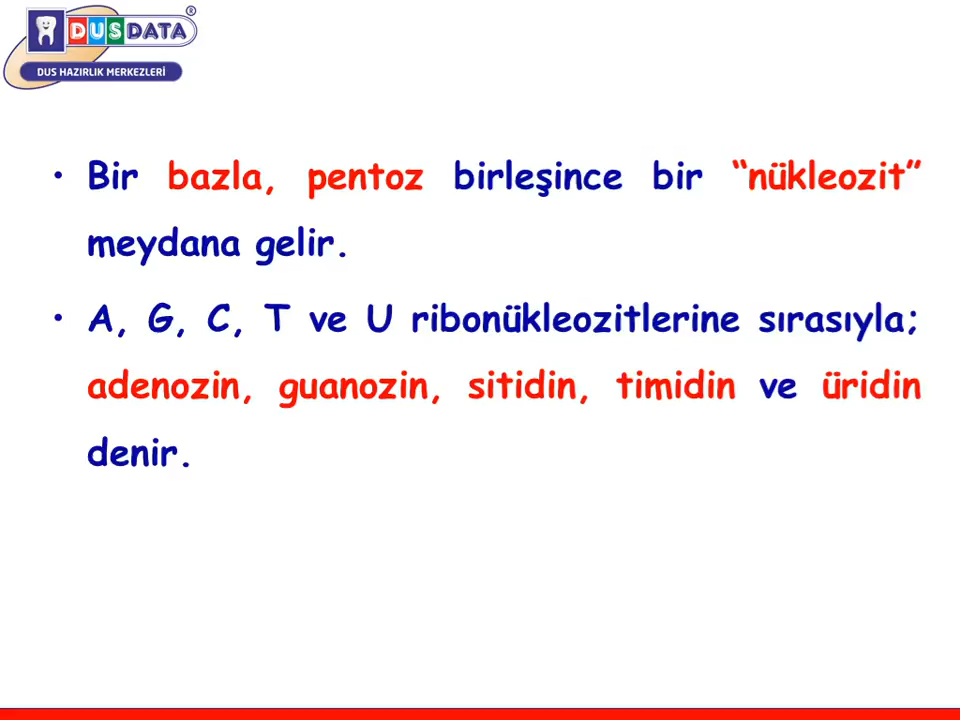 DUSDATA®
DUS HAZIRLIK MERKEZLERİ
• Bir bazla, pentoz birleşince bir “nükleozit”
meydana gelir.
• A, G, C, T ve U ribonükleozitlerine sırasıyla;
adenozin, guanozin, sitidin, timidin ve üridin
denir.